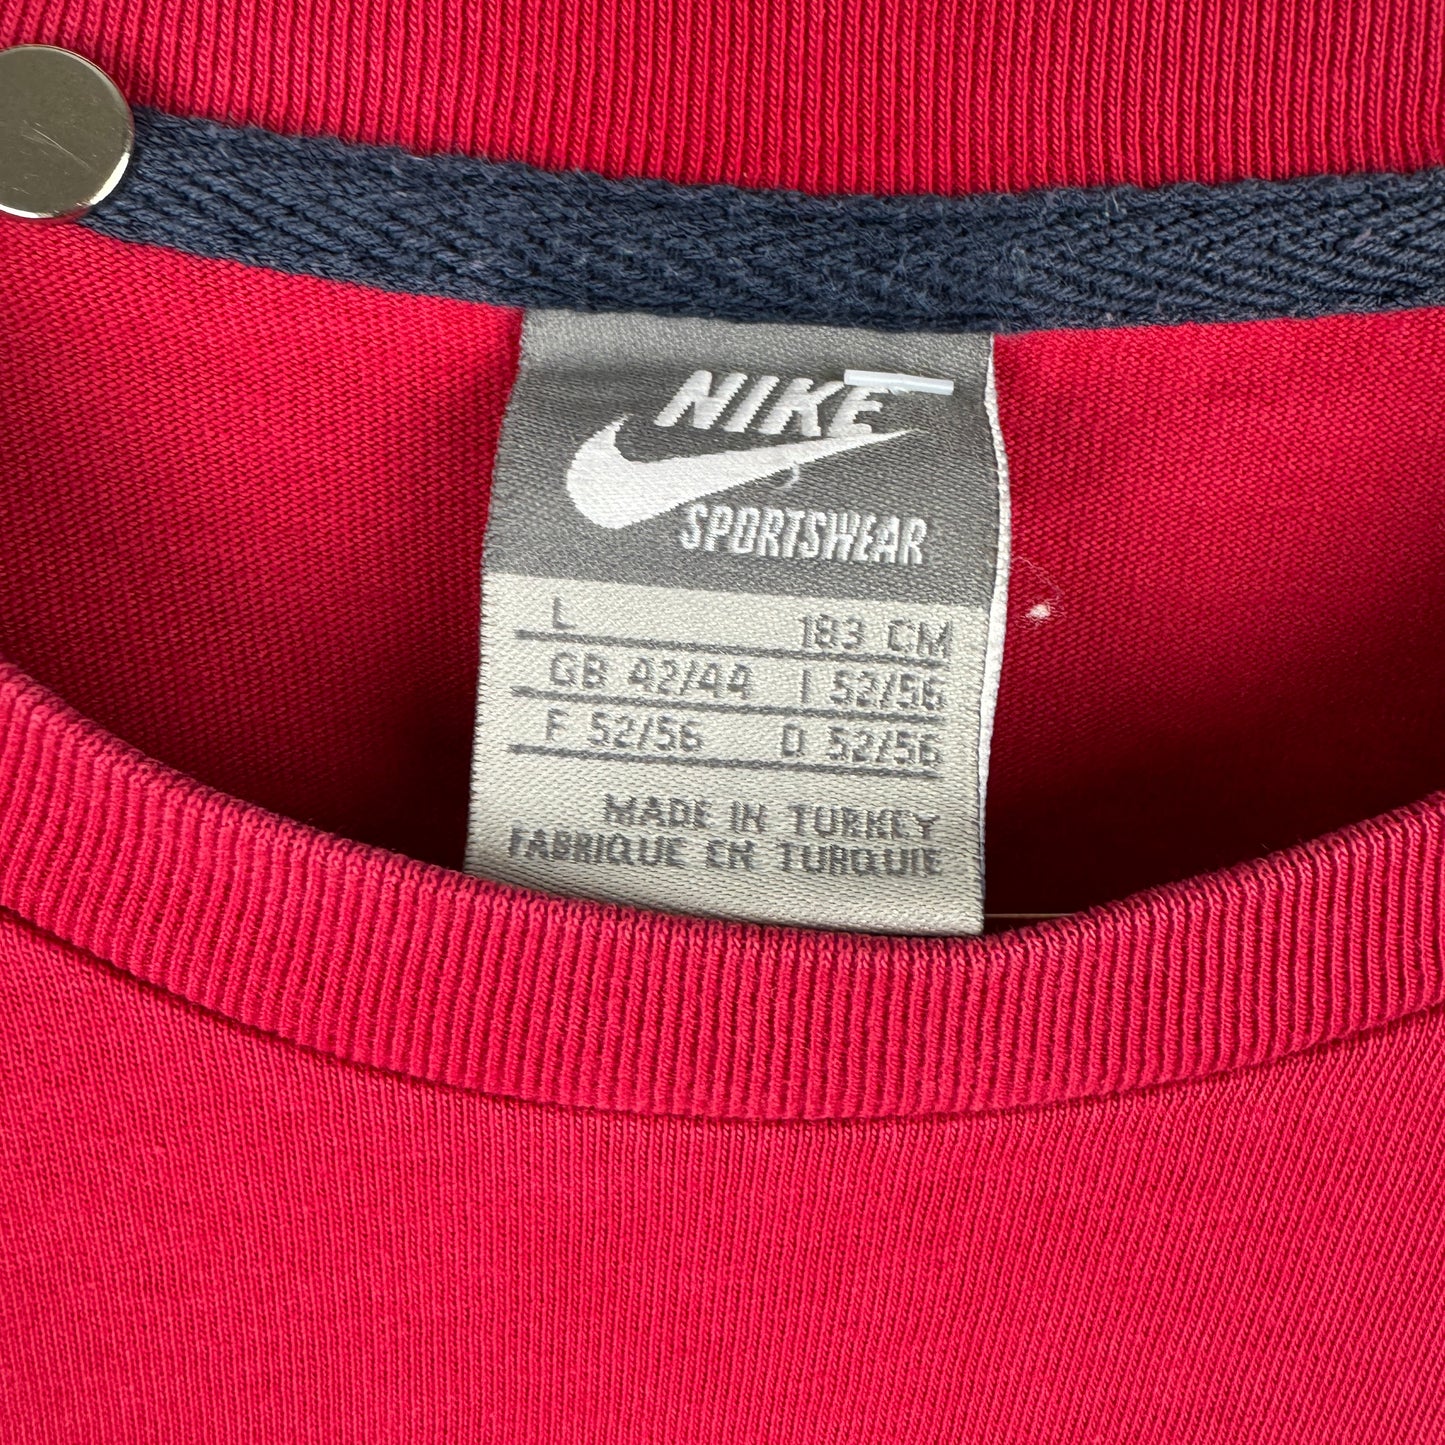 NIKE
SPORTSWEAR
L 183 CM
GB 42/44 I 52/56
F 52/56 D 52/56
MADE IN TURKEY
FABRIQUE EN TURQUIE